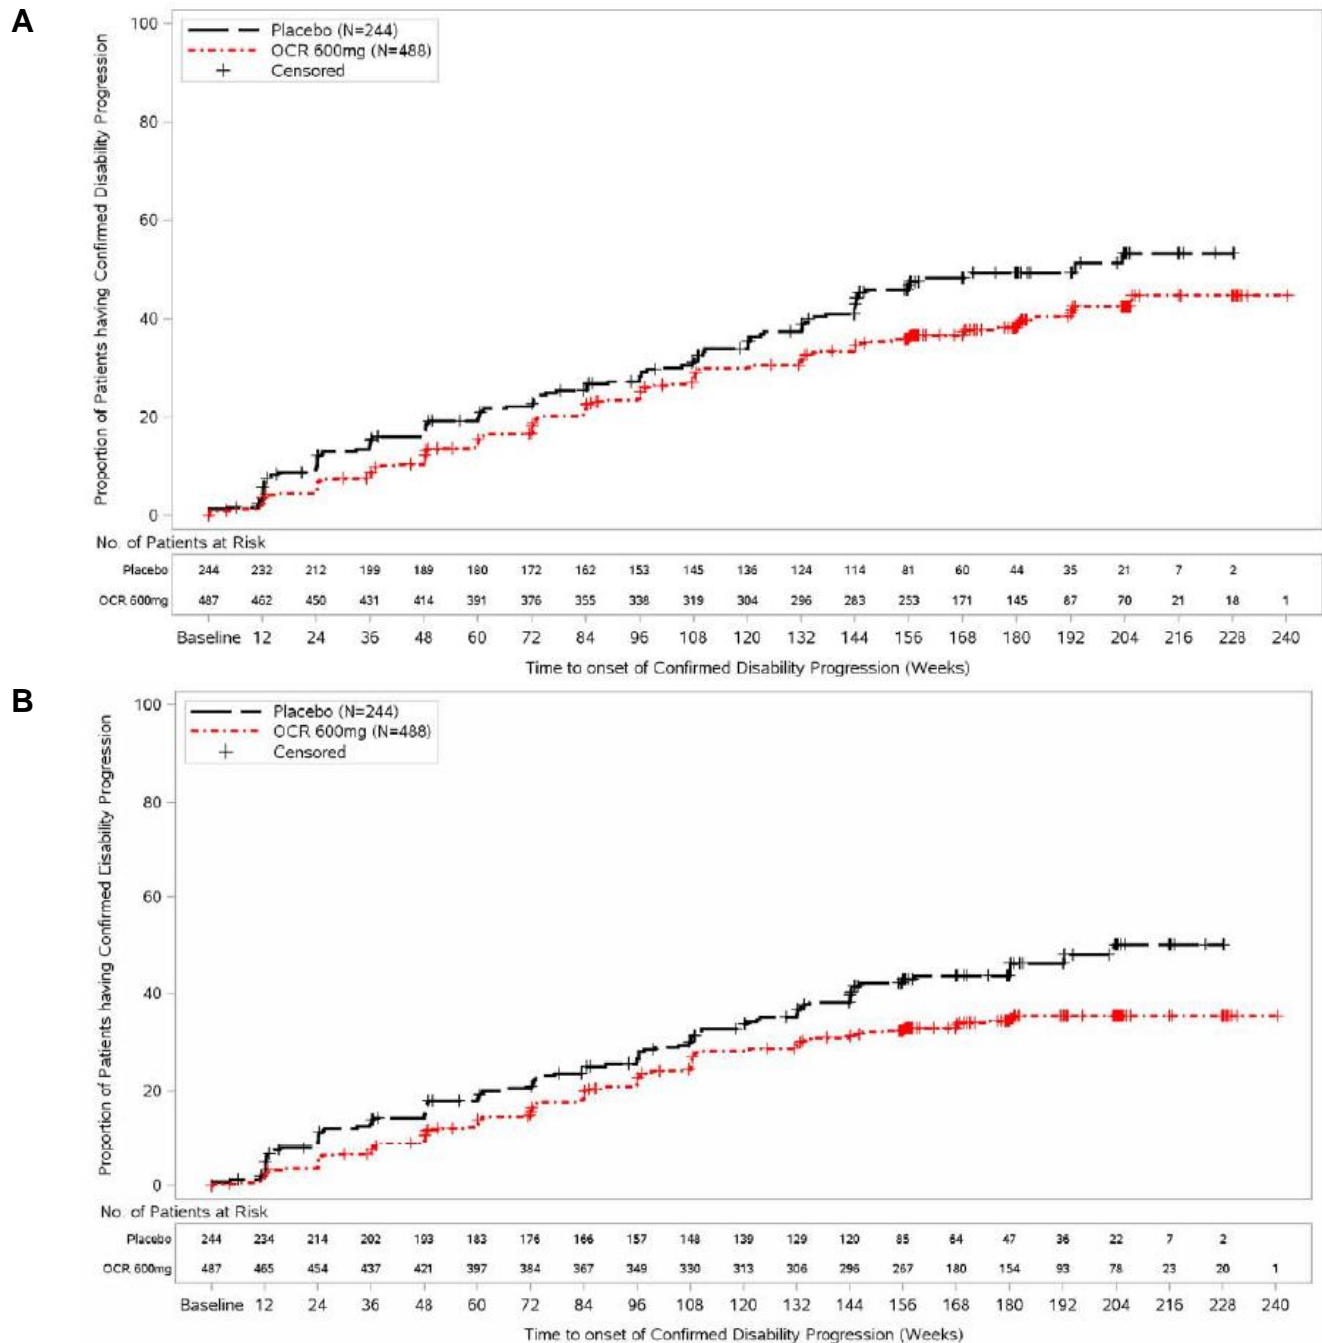 A
Proportion of Patients having Confirmed Disability Progression
100
80
60
40
20
0
Placebo (N=244)
OCR 600mg (N=488)
Censored
No. of Patients at Risk
Placebo 244 232 212 199 189 180 172 162 153 145 136 124 114 81 60 44 35 21 7 2
OCR 600mg 487 462 450 431 414 391 376 355 338 319 304 296 283 253 171 145 87 70 21 18 1
Baseline 12 24 36 48 60 72 84 96 108 120 132 144 156 168 180 192 204 216 228 240
Time to onset of Confirmed Disability Progression (Weeks)
B
Proportion of Patients having Confirmed Disability Progression
100
80
60
40
20
0
Placebo (N=244)
OCR 600mg (N=488)
Censored
No. of Patients at Risk
Placebo 244 234 214 202 193 183 176 166 157 148 139 129 120 85 64 47 36 22 7 2
OCR 600mg 487 465 454 437 421 397 384 367 349 330 313 306 296 267 180 154 93 78 23 20 1
Baseline 12 24 36 48 60 72 84 96 108 120 132 144 156 168 180 192 204 216 228 240
Time to onset of Confirmed Disability Progression (Weeks)